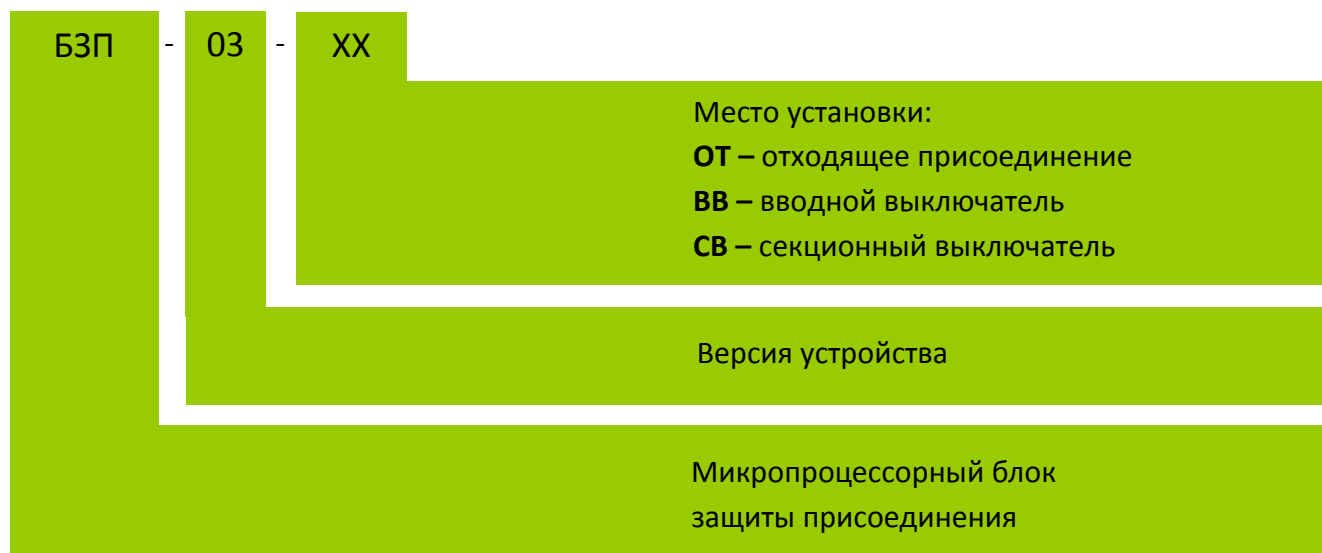 БЗП - 03 - ХХ
Место установки:
ОТ – отходящее присоединение
ВВ – вводной выключатель
СВ – секционный выключатель
Версия устройства
Микропроцессорный блок
защиты присоединения